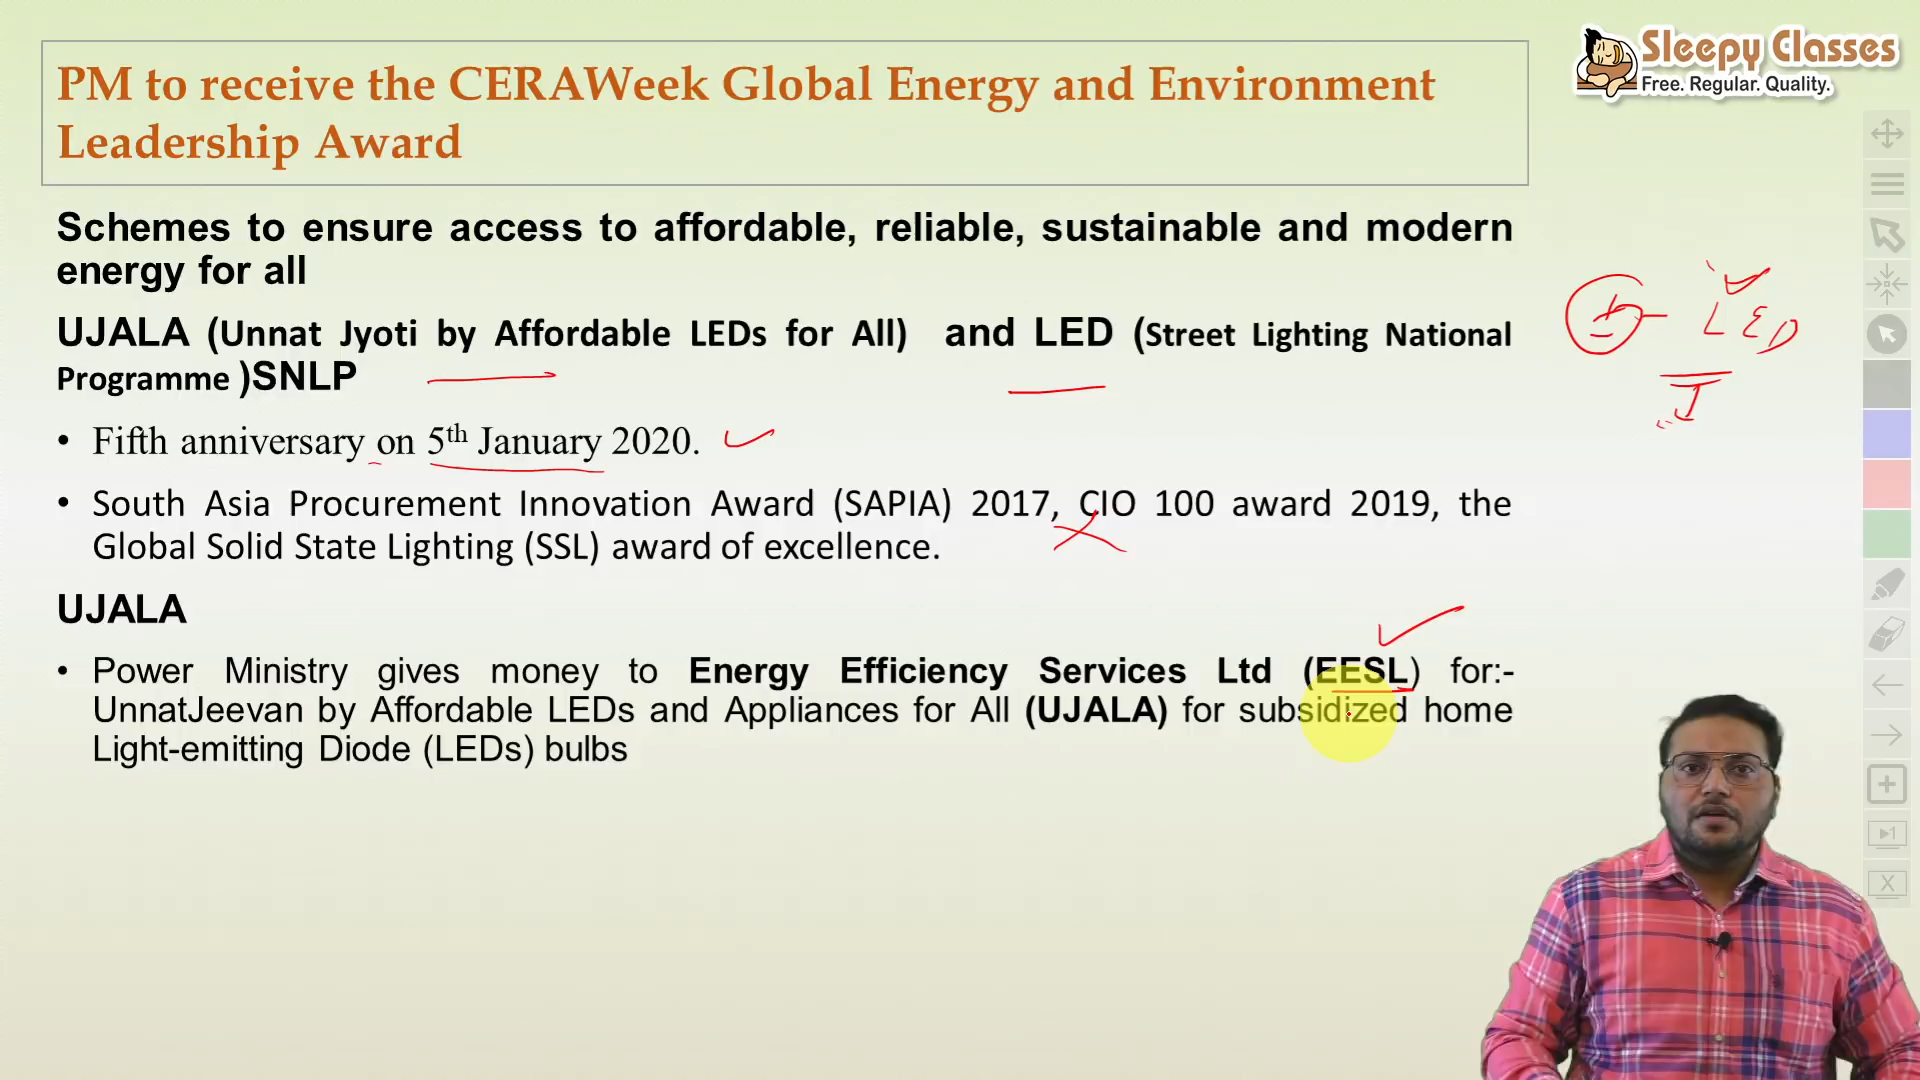 Sleepy Classes
Free. Regular. Quality.
PM to receive the CERAWeek Global Energy and Environment
Leadership Award
Schemes to ensure access to affordable, reliable, sustainable and modern
energy for all
UJALA (Unnat Jyoti by Affordable LEDs for All) and LED (Street Lighting National
Programme )SNLP
• Fifth anniversary on 5th January 2020.
• South Asia Procurement Innovation Award (SAPIA) 2017, CIO 100 award 2019, the
Global Solid State Lighting (SSL) award of excellence.
UJALA
• Power Ministry gives money to Energy Efficiency Services Ltd (EESL) for:-
UnnatJeevan by Affordable LEDs and Appliances for All (UJALA) for subsidized home
Light-emitting Diode (LEDs) bulbs
LED